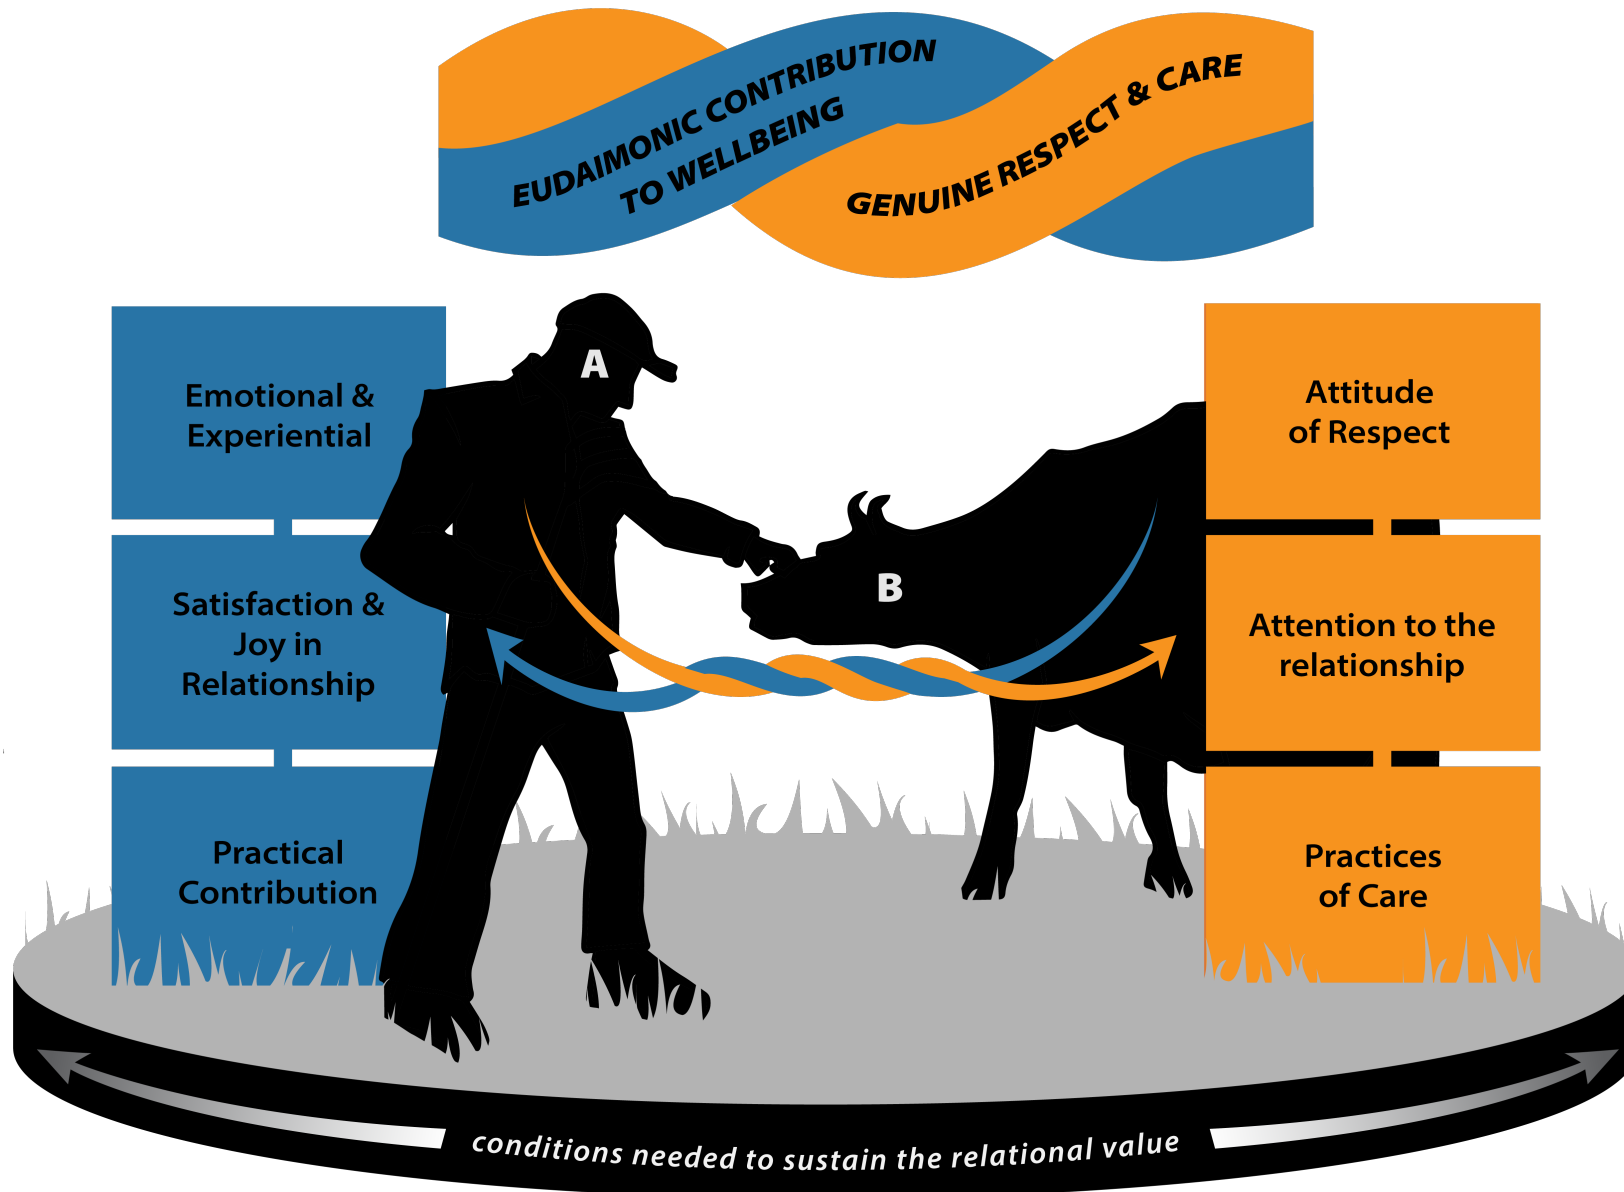 EUDAIMONIC CONTRIBUTION
TO WELLBEING
GENUINE RESPECT & CARE
A
B
Emotional &
Experiential
Satisfaction &
Joy in
Relationship
Practical
Contribution
Attitude
of Respect
Attention to the
relationship
Practices
of Care
conditions needed to sustain the relational value